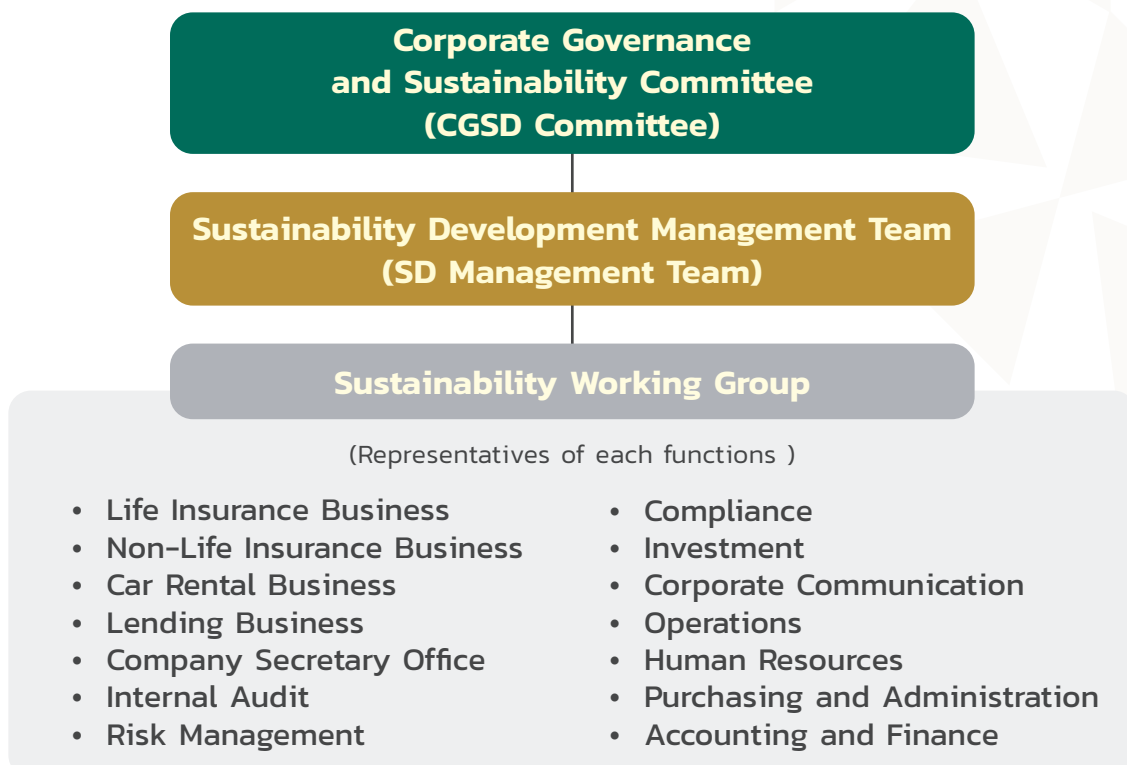 Corporate Governance
and Sustainability Committee
(CGSD Committee)
Sustainability Development Management Team
(SD Management Team)
Sustainability Working Group
(Representatives of each functions )
• Life Insurance Business
• Non-Life Insurance Business
• Car Rental Business
• Lending Business
• Company Secretary Office
• Internal Audit
• Risk Management
• Compliance
• Investment
• Corporate Communication
• Operations
• Human Resources
• Purchasing and Administration
• Accounting and Finance